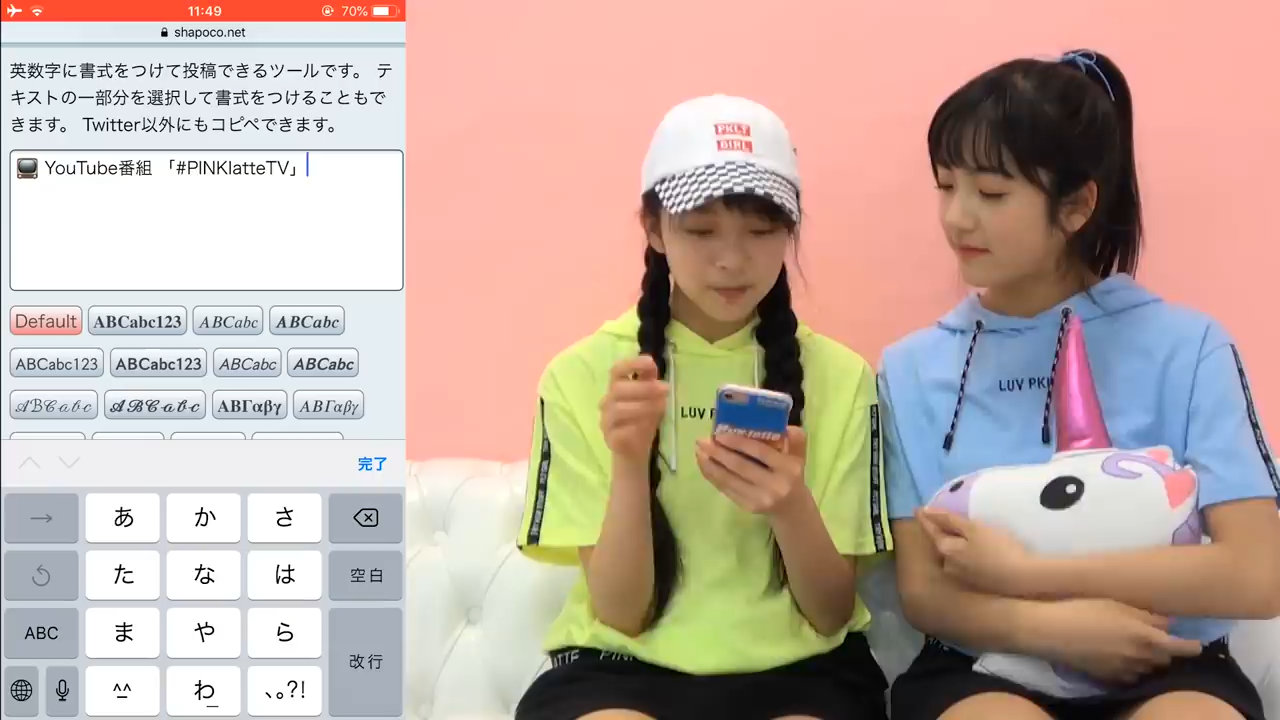 11:49
70%
shapoco.net
英数字に書式をつけて投稿できるツールです。 テ
キストの一部分を選択して書式をつけることもで
きます。 Twitter以外にもコピペできます。
📺 YouTube番組 「#PINKlatteTV」
Default ABCabc123 ABCabc ABCabc
ABCabc123 ABCabc123 ABCabc ABCabc
𝒜ℬ𝒞𝒶𝒷𝒸 𝓐𝓑𝓒𝓪𝓫𝓬 ΑΒΓαβγ ΑΒΓαβγ
完了
→ あ か さ
た な は 空白
ABC ま や ら 改行
^^ わ 、。?!
PKLT
GIRL
LUV P
LUV PK